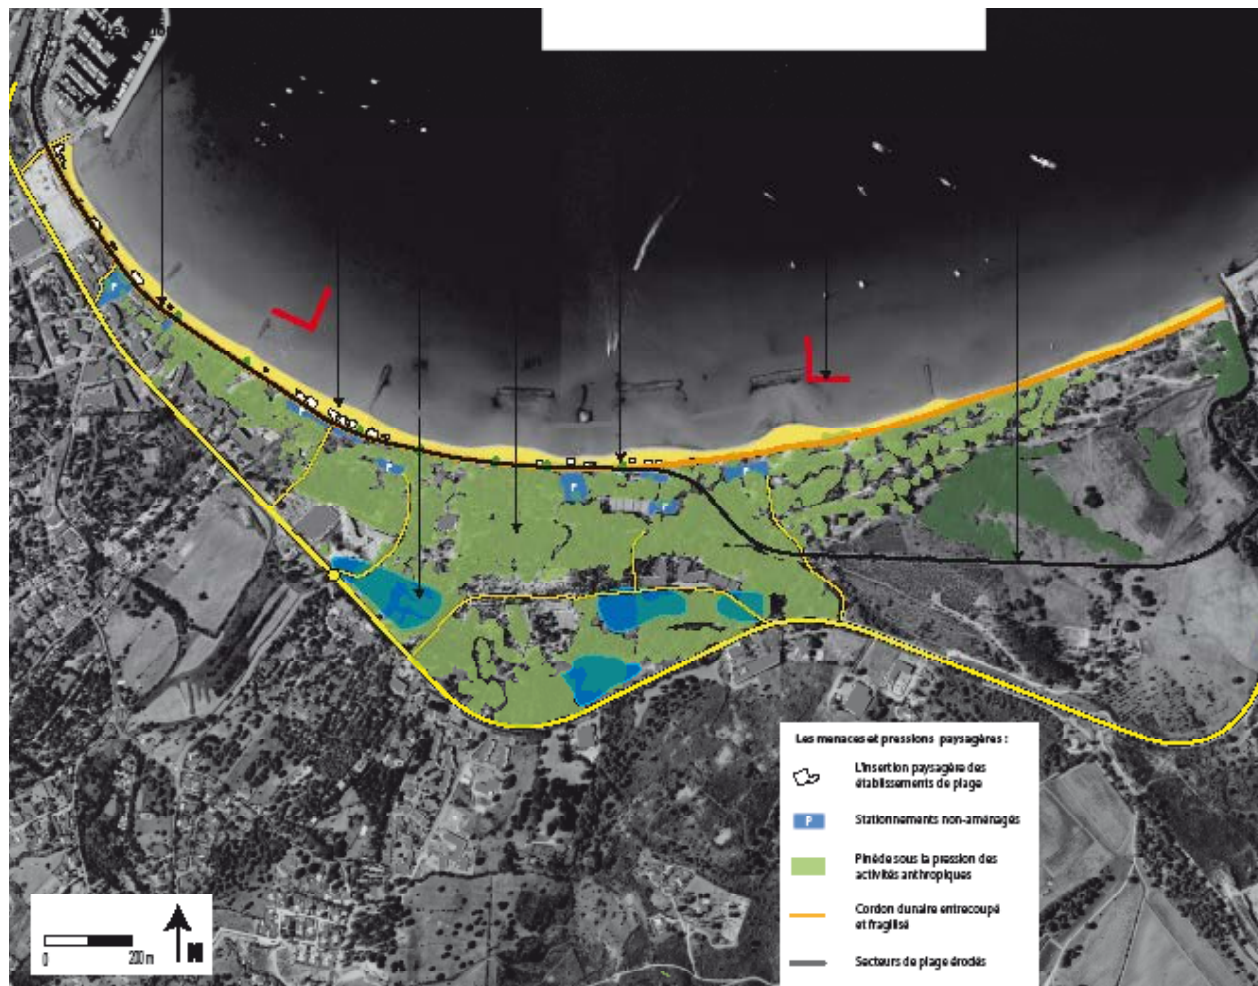 Les menaces et pressions paysagères :
L'insertion paysagère des
établissements de plage
P
Stationnements non-aménagés
Pinède sous la pression des
activités anthropiques
Cordon dunaire entrecoupé
et fragilisé
Secteurs de plage érodés
0
200 m
N
P
P
P
P
P
P